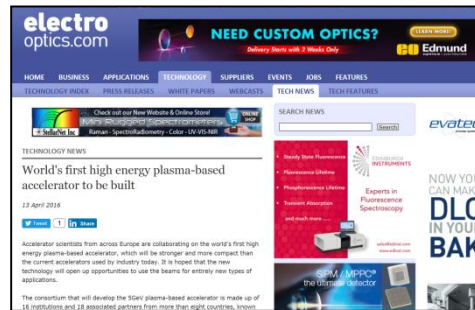 electro
optics.com
NEED CUSTOM OPTICS?
Delivery Starts with 2 Weeks Only
LEARN MORE
EO Edmund
HOME BUSINESS APPLICATIONS TECHNOLOGY SUPPLIERS EVENTS JOBS FEATURES
TECHNOLOGY INDEX PRESS RELEASES WHITE PAPERS WEBCASTS TECH NEWS TECH FEATURES
StellarNet Inc
Check out our New Website & Online Store!
Mini Rugged Spectrometers
Raman - SpectroRadiometry - Color - UV-VIS-NIR
ONLINE
SHOP
SEARCH NEWS
Search
evatec
TECHNOLOGY NEWS
World's first high energy plasma-based
accelerator to be built
13 April 2016
Tweet 1 in Share
Accelerator scientists from across Europe are collaborating on the world's first high
energy plasma-based accelerator, which will be stronger and more compact than
the current accelerators used by industry today. It is hoped that the new
technology will open up opportunities to use the beams for entirely new types of
applications.
The consortium that will develop the 5GeV plasma-based accelerator is made up of
16 institutions and 18 associated partners from more than eight countries, known
Steady State Fluorescence
Fluorescence Lifetime
Phosphorescence Lifetime
Transient Absorption
and much more .....
EDINBURGH
INSTRUMENTS
Experts in
Fluorescence
Spectroscopy
SiPM / MPPC®
the ultimate detector
NOW YOU
CAN MAK
DLC
IN YOUR
BAK